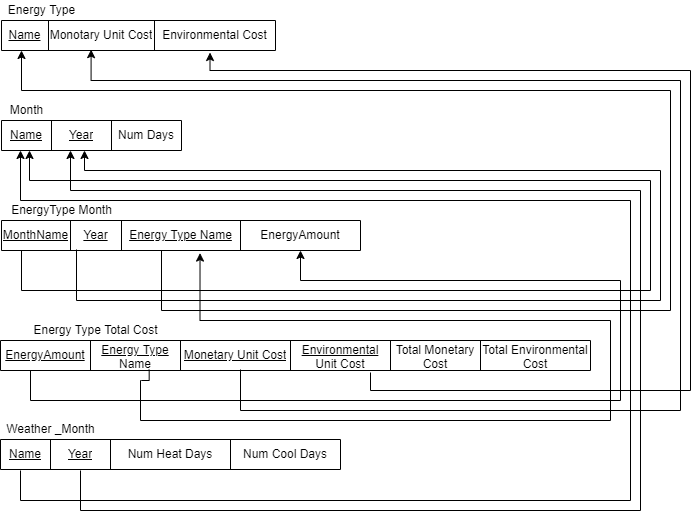 Energy Type
Name Monotary Unit Cost Environmental Cost
Month
Name Year Num Days
EnergyType Month
MonthName Year Energy Type Name EnergyAmount
Energy Type Total Cost
EnergyAmount Energy Type Name Monetary Unit Cost Environmental Unit Cost Total Monetary Cost Total Environmental Cost
Weather _Month
Name Year Num Heat Days Num Cool Days